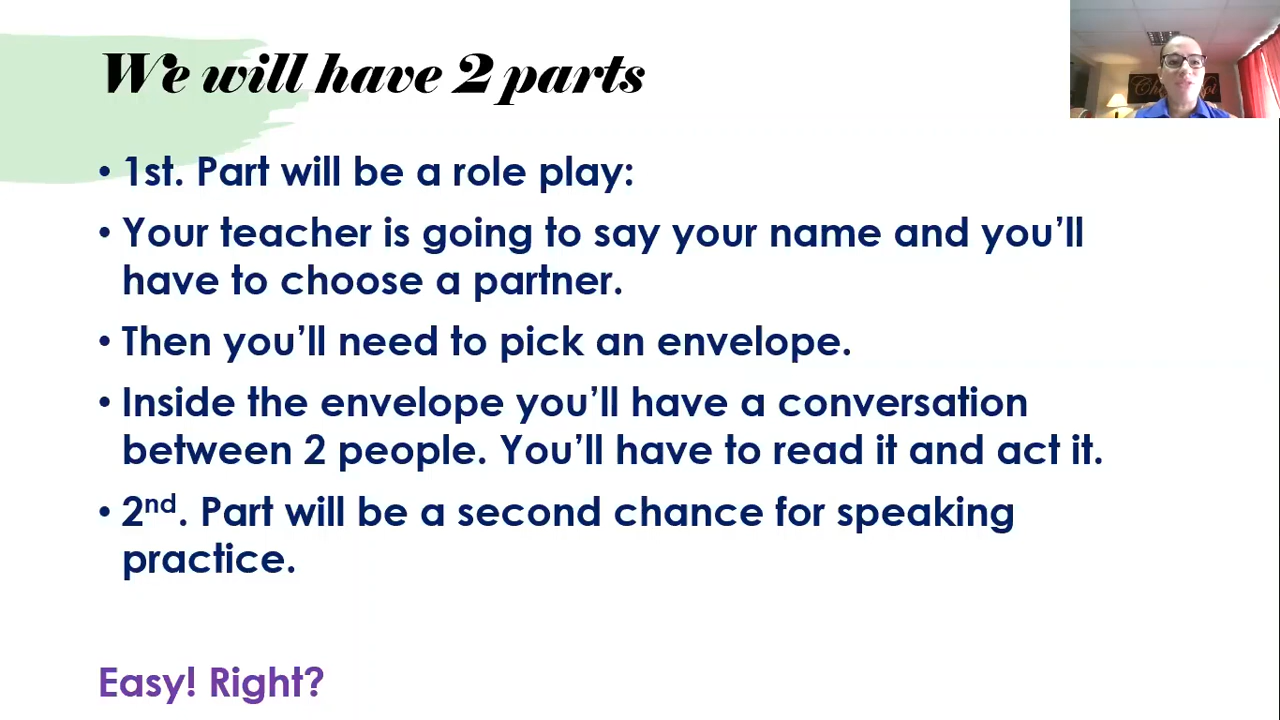 We will have 2 parts
• 1st. Part will be a role play:
• Your teacher is going to say your name and you’ll
have to choose a partner.
• Then you’ll need to pick an envelope.
• Inside the envelope you’ll have a conversation
between 2 people. You’ll have to read it and act it.
• 2nd. Part will be a second chance for speaking
practice.
Easy! Right?